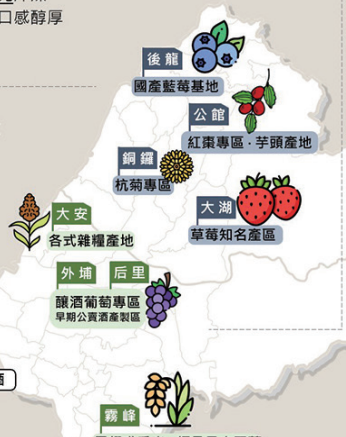 口感醇厚
後龍
國產藍莓基地
公館
紅棗專區·芋頭產地
銅鑼
杭菊專區
大湖
草莓知名產區
大安
各式雜糧產地
外埔
后里
釀酒葡萄專區
早期公賣酒產製區
霧峰